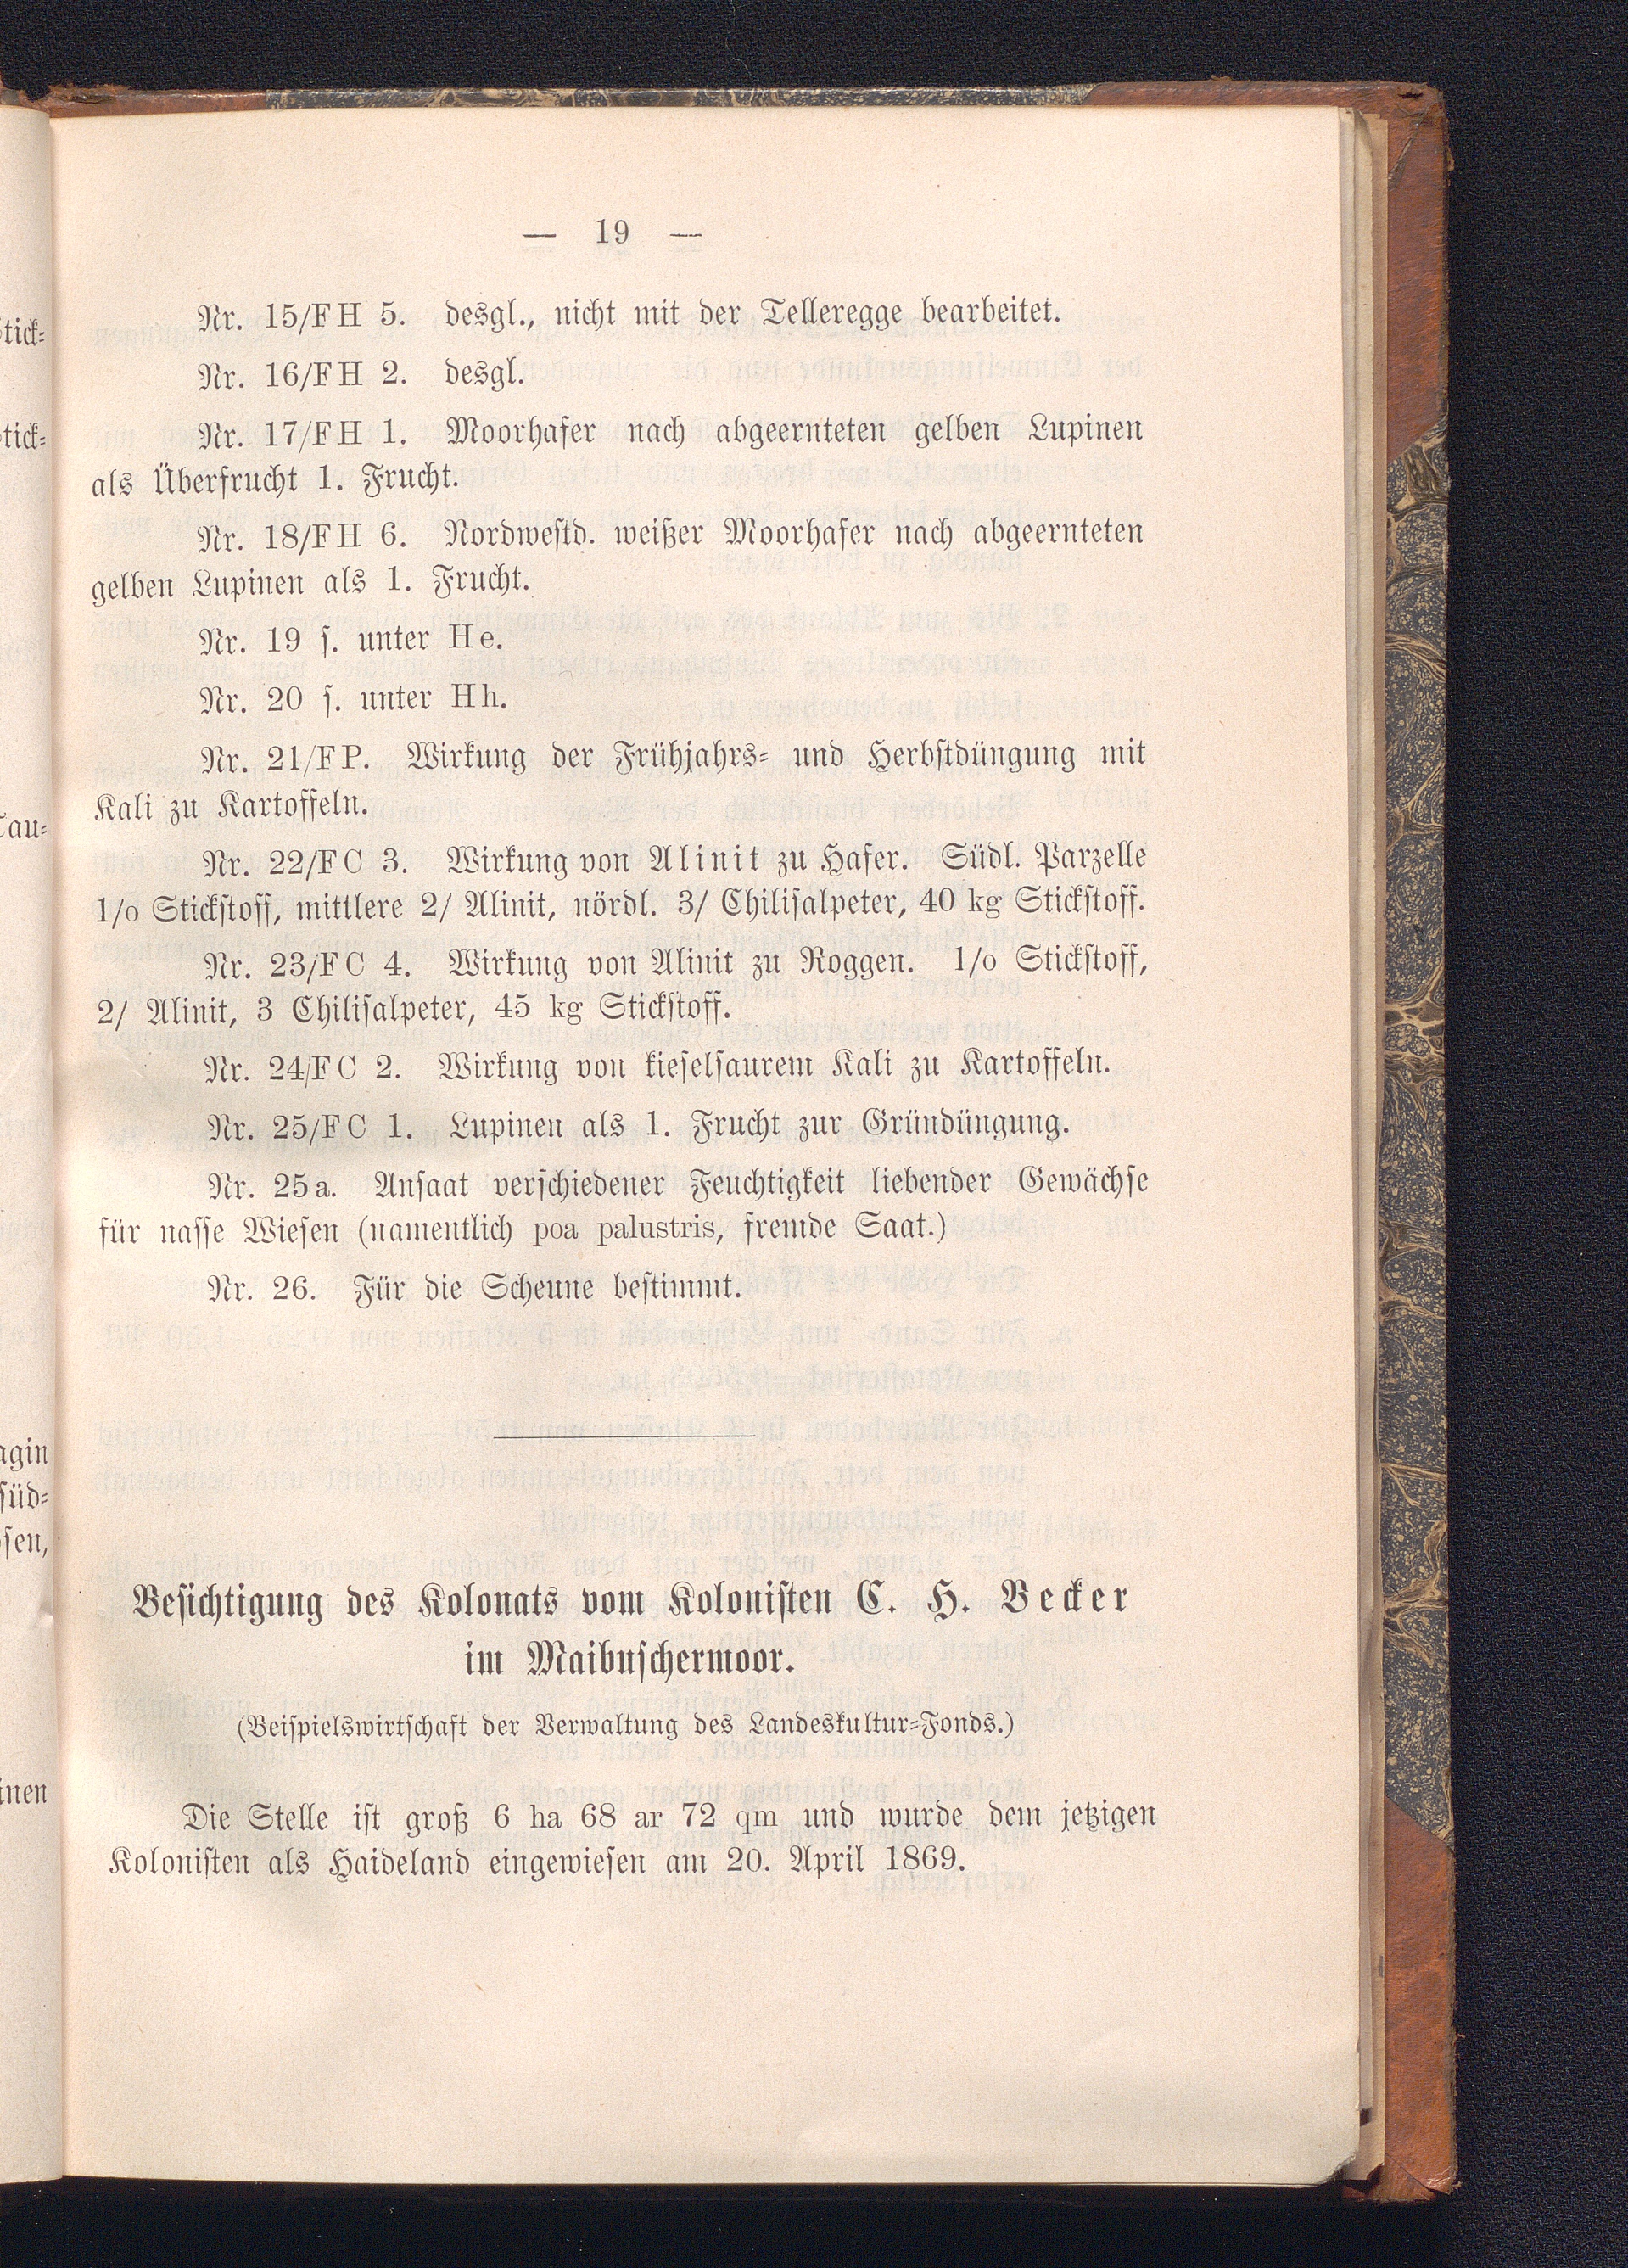 — 19 —
Nr. 15/FH 5. desgl., nicht mit der Telleregge bearbeitet.
Nr. 16/FH 2. desgl.
Nr. 17/FH 1. Moorhafer nach abgeernteten gelben Lupinen
als Überfrucht 1. Frucht.
Nr. 18/FH 6. Nordwestd. weißer Moorhafer nach abgeernteten
gelben Lupinen als 1. Frucht.
Nr. 19 s. unter He.
Nr. 20 s. unter Hh.
Nr. 21/FP. Wirkung der Frühjahrs- und Herbstdüngung mit
Kali zu Kartoffeln.
Nr. 22/FC 3. Wirkung von Alinit zu Hafer. Südl. Parzelle
1/o Stickstoff, mittlere 2/ Alinit, nördl. 3/ Chilisalpeter, 40 kg Stickstoff.
Nr. 23/FC 4. Wirkung von Alinit zu Roggen. 1/o Stickstoff,
2/ Alinit, 3 Chilisalpeter, 45 kg Stickstoff.
Nr. 24/FC 2. Wirkung von kieselsaurem Kali zu Kartoffeln.
Nr. 25/FC 1. Lupinen als 1. Frucht zur Gründüngung.
Nr. 25a. Ansaat verschiedener Feuchtigkeit liebender Gewächse
für nasse Wiesen (namentlich poa palustris, fremde Saat.)
Nr. 26. Für die Scheune bestimmt.
Besichtigung des Kolonats vom Kolonisten C. H. Becker
im Maibuschermoor.
(Beispielswirtschaft der Verwaltung des Landeskultur-Fonds.)
Die Stelle ist groß 6 ha 68 ar 72 qm und wurde dem jetzigen
Kolonisten als Haideland eingewiesen am 20. April 1869.